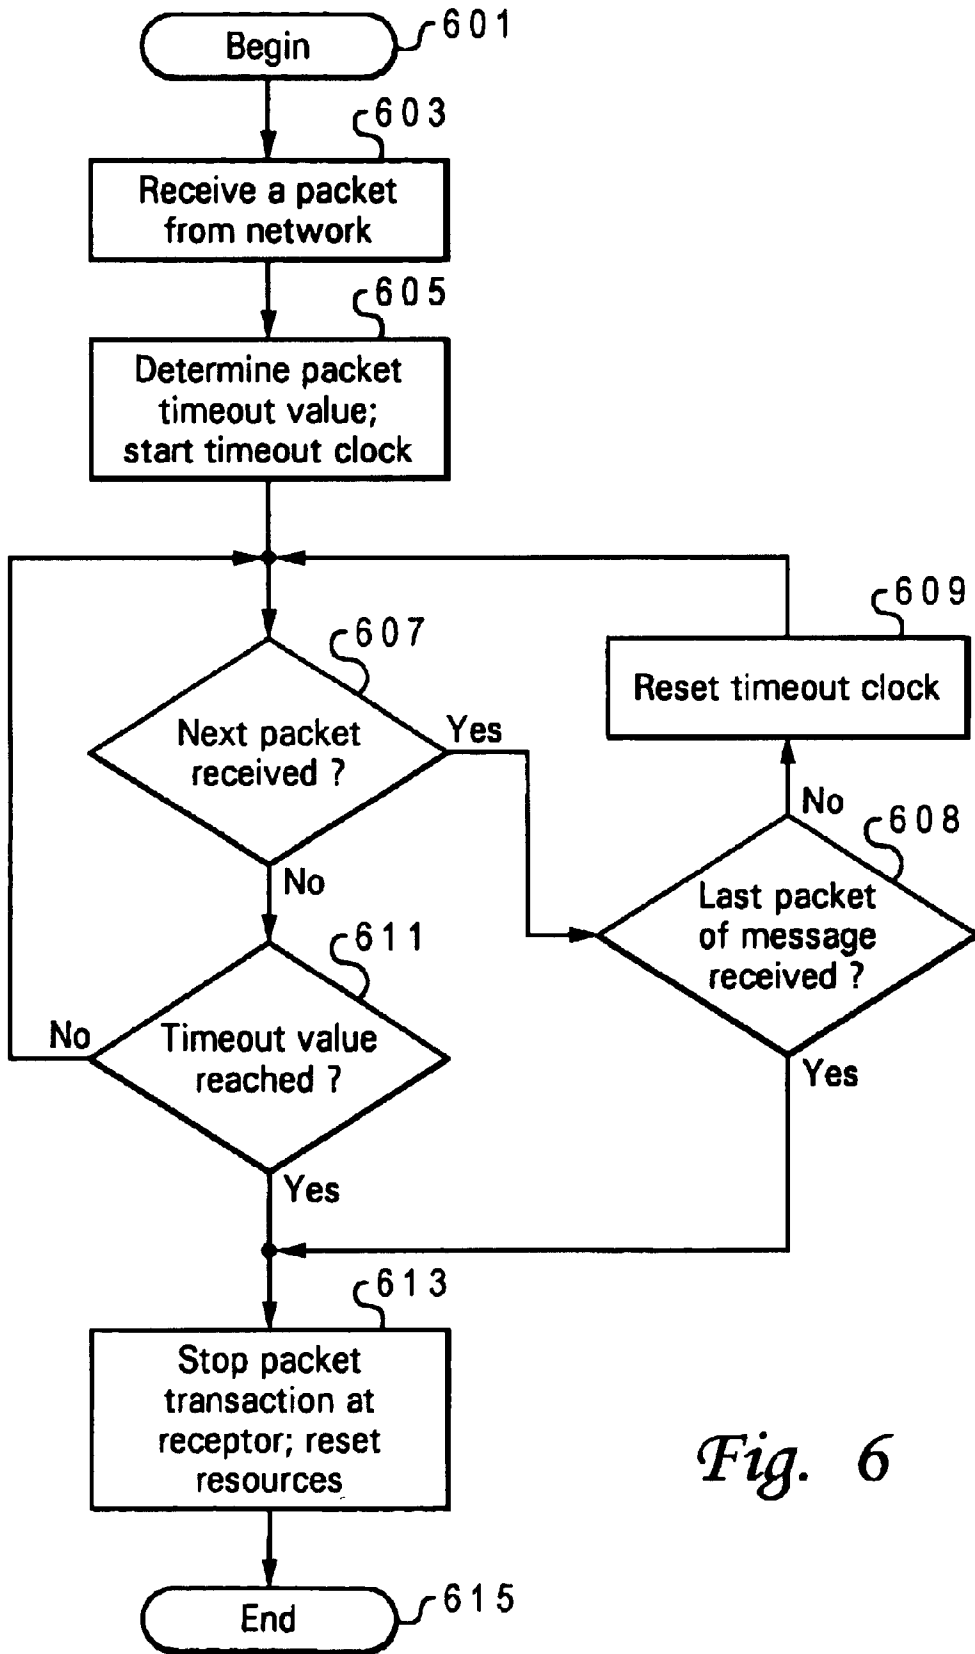 Begin
601
603
Receive a packet
from network
605
Determine packet
timeout value;
start timeout clock
607
Next packet
received ?
Yes
No
609
Reset timeout clock
No
608
Last packet
of message
received ?
Yes
611
Timeout value
reached ?
No
Yes
613
Stop packet
transaction at
receptor; reset
resources
End
615
Fig. 6